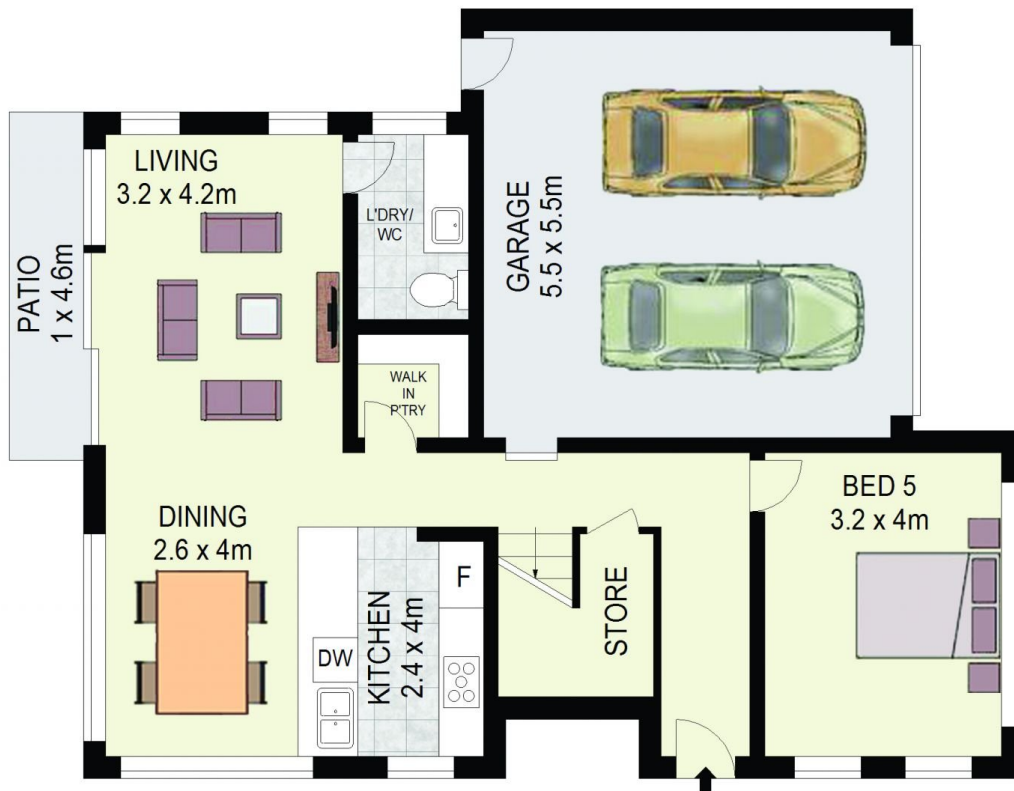 LIVING
3.2 x 4.2m
PATIO
1 x 4.6m
L'DRY/
WC
GARAGE
5.5 x 5.5m
WALK
IN
P'TRY
DINING
2.6 x 4m
KITCHEN
2.4 x 4m
F
DW
STORE
BED 5
3.2 x 4m